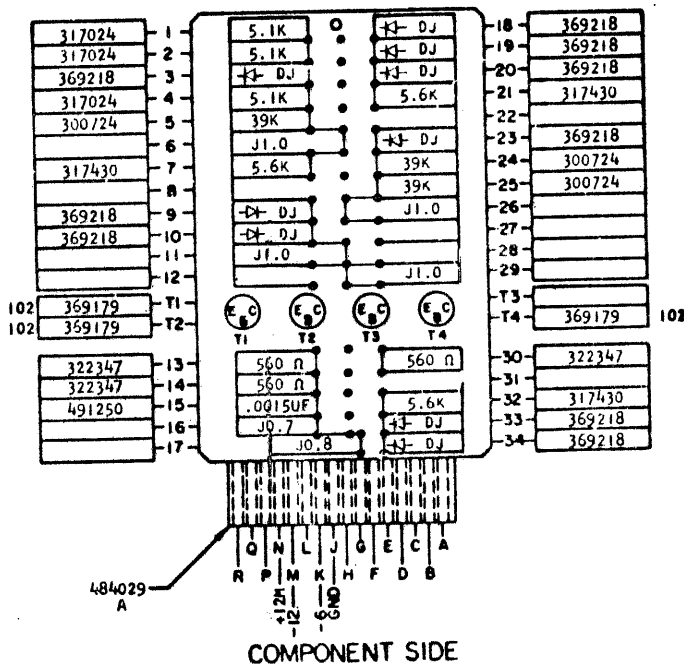 317024 1 5.1K DJ 18 369218
317024 2 5.1K DJ 19 369218
369218 3 DJ DJ 20 369218
317024 4 5.1K 5.6K 21 317430
300724 5 39K 22
6 J1.0 DJ 23 369218
317430 7 5.6K 39K 24 300724
8 39K 25 300724
369218 9 DJ J1.0 26
369218 10 DJ 27
11 J1.0 28
12 J1.0 29
102 369179 T1 E B C E B C E B C E B C T3
102 369179 T2 T1 T2 T3 T4 T4 369179 102
322347 13 560 Ω 560 Ω 30 322347
322347 14 560 Ω 31
491250 15 .0015UF 5.6K 32 317430
16 J0.7 DJ 33 369218
17 J0.8 DJ 34 369218
R Q P N M L K J H G F E D C B A
+12M -12 -6 GND
484029
A
COMPONENT SIDE